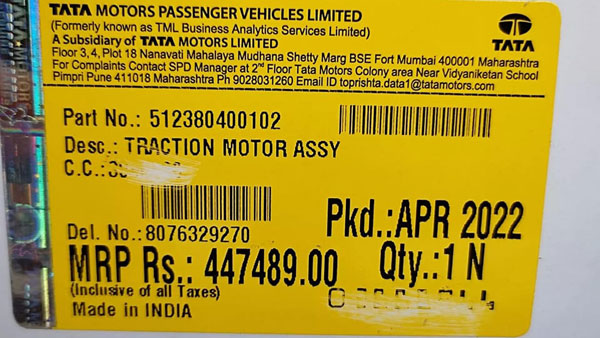 TATA MOTORS PASSENGER VEHICLES LIMITED
(Formerly known as TML Business Analytics Services Limited)
A Subsidiary of TATA MOTORS LIMITED
TATA
Floor 3, 4, Plot 18 Nanavati Mahalaya Mudhana Shetty Marg BSE Fort Mumbai 400001 Maharashtra
For Complaints Contact SPD Manager at 2nd Floor Tata Motors Colony area Near Vidyaniketan School
Pimpri Pune 411018 Maharashtra Ph 9028031260 Email ID toprishta.data1@tatamotors.com
Part No.: 512380400102
Desc.: TRACTION MOTOR ASSY
C.C.:
Del. No.:8076329270
Pkd.:APR 2022
MRP Rs.: 447489.00
Qty.:1 N
(Inclusive of all Taxes)
Made in INDIA